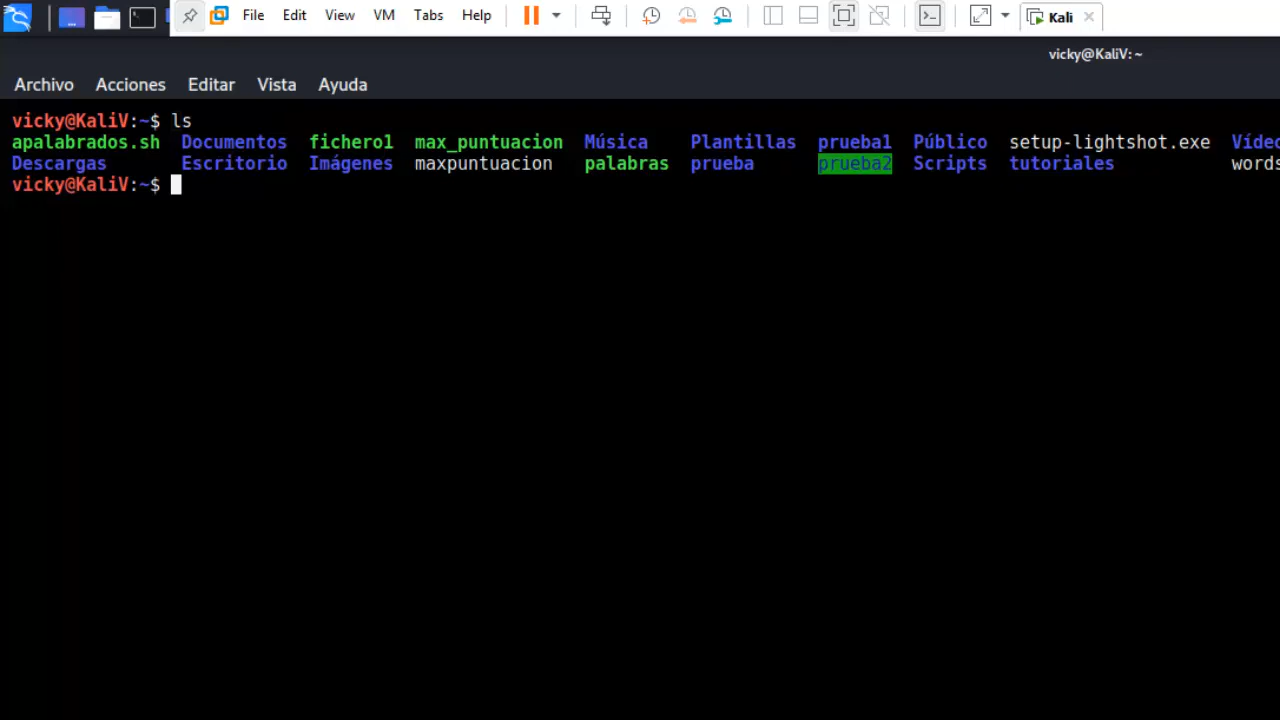 File Edit View VM Tabs Help Kali
vicky@KaliV: ~
Archivo Acciones Editar Vista Ayuda
vicky@KaliV:~$ ls
apalabrados.sh Documentos fichero1 max_puntuacion Música Plantillas prueba1 Público setup-lightshot.exe Vídeo
Descargas Escritorio Imágenes maxpuntuacion palabras prueba prueba2 Scripts tutoriales words
vicky@KaliV:~$